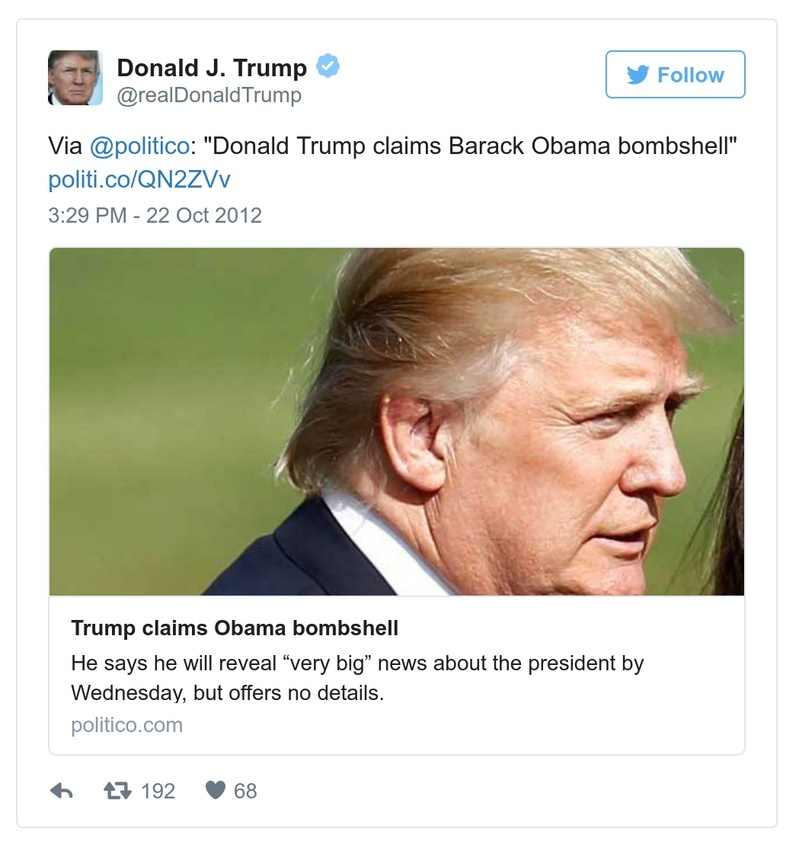 Donald J. Trump
Follow
@realDonaldTrump
Via @politico: "Donald Trump claims Barack Obama bombshell"
politi.co/QN2ZVv
3:29 PM - 22 Oct 2012
Trump claims Obama bombshell
He says he will reveal “very big” news about the president by
Wednesday, but offers no details.
politico.com
192 68